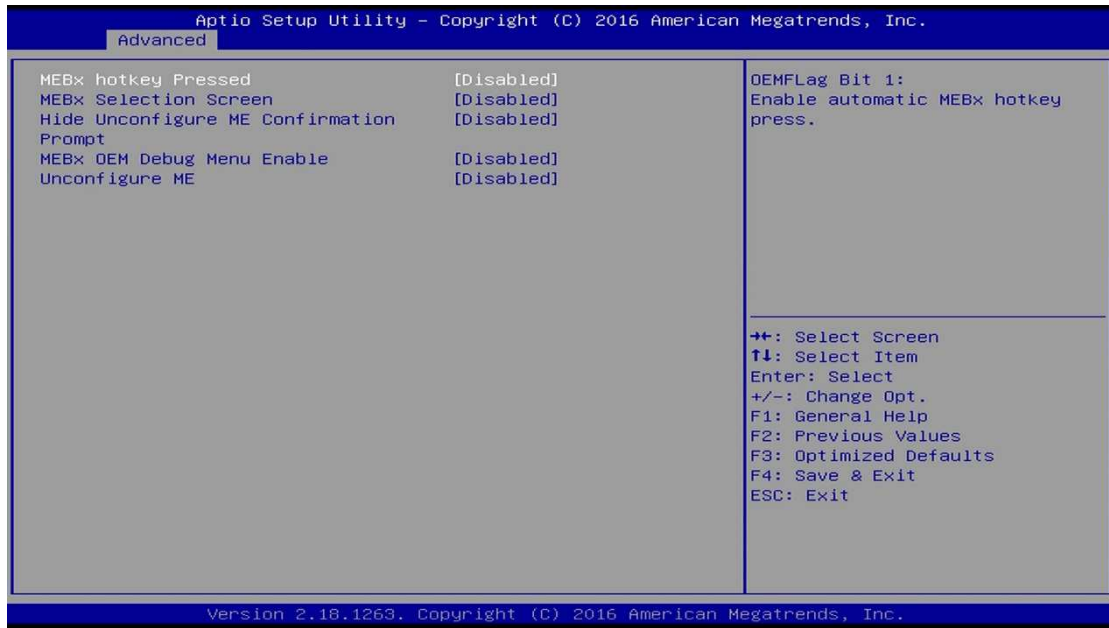 Aptio Setup Utility – Copyright (C) 2016 American Megatrends, Inc.
Advanced
MEBx hotkey Pressed [Disabled]
MEBx Selection Screen [Disabled]
Hide Unconfigure ME Confirmation [Disabled]
Prompt
MEBx OEM Debug Menu Enable [Disabled]
Unconfigure ME [Disabled]
OEMFLag Bit 1:
Enable automatic MEBx hotkey
press.
→←: Select Screen
↑↓: Select Item
Enter: Select
+/-: Change Opt.
F1: General Help
F2: Previous Values
F3: Optimized Defaults
F4: Save & Exit
ESC: Exit
Version 2.18.1263. Copyright (C) 2016 American Megatrends, Inc.